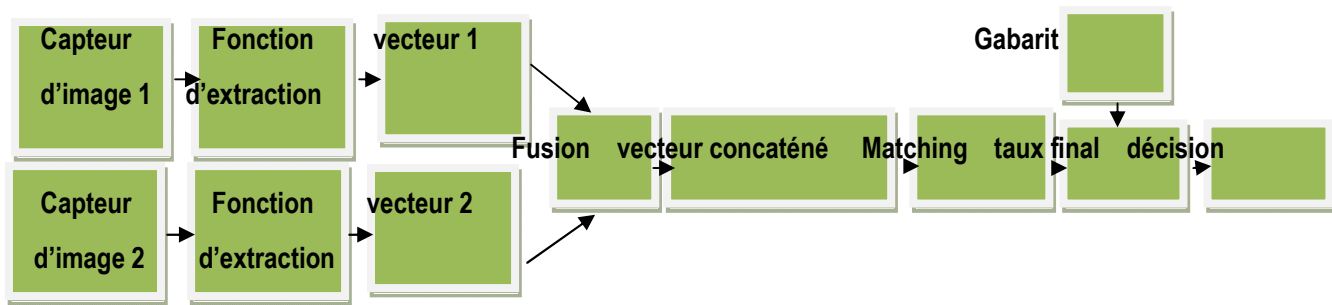 Capteur Fonction vecteur 1 Gabarit
d’image 1 d’extraction
Fusion vecteur concaténé Matching taux final décision
Capteur Fonction vecteur 2
d’image 2 d’extraction